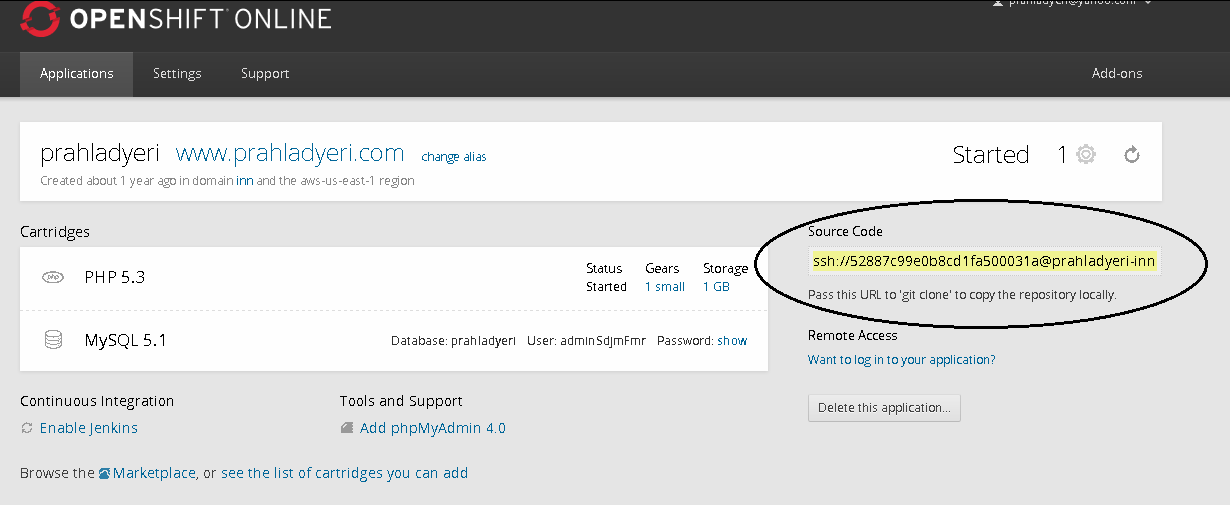 OPENSHIFT ONLINE
prahladyeri@yahoo.com
Applications Settings Support Add-ons
prahladyeri www.prahladyeri.com change alias Started 1
Created about 1 year ago in domain inn and the aws-us-east-1 region
Cartridges
php PHP 5.3 Status Gears Storage
Started 1 small 1 GB
MySQL 5.1 Database: prahladyeri User: adminSdjmFmr Password: show
Source Code
ssh://52887c99e0b8cd1fa500031a@prahladyeri-inn
Pass this URL to 'git clone' to copy the repository locally.
Remote Access
Want to log in to your application?
Delete this application...
Continuous Integration
Enable Jenkins
Tools and Support
Add phpMyAdmin 4.0
Browse the Marketplace, or see the list of cartridges you can add